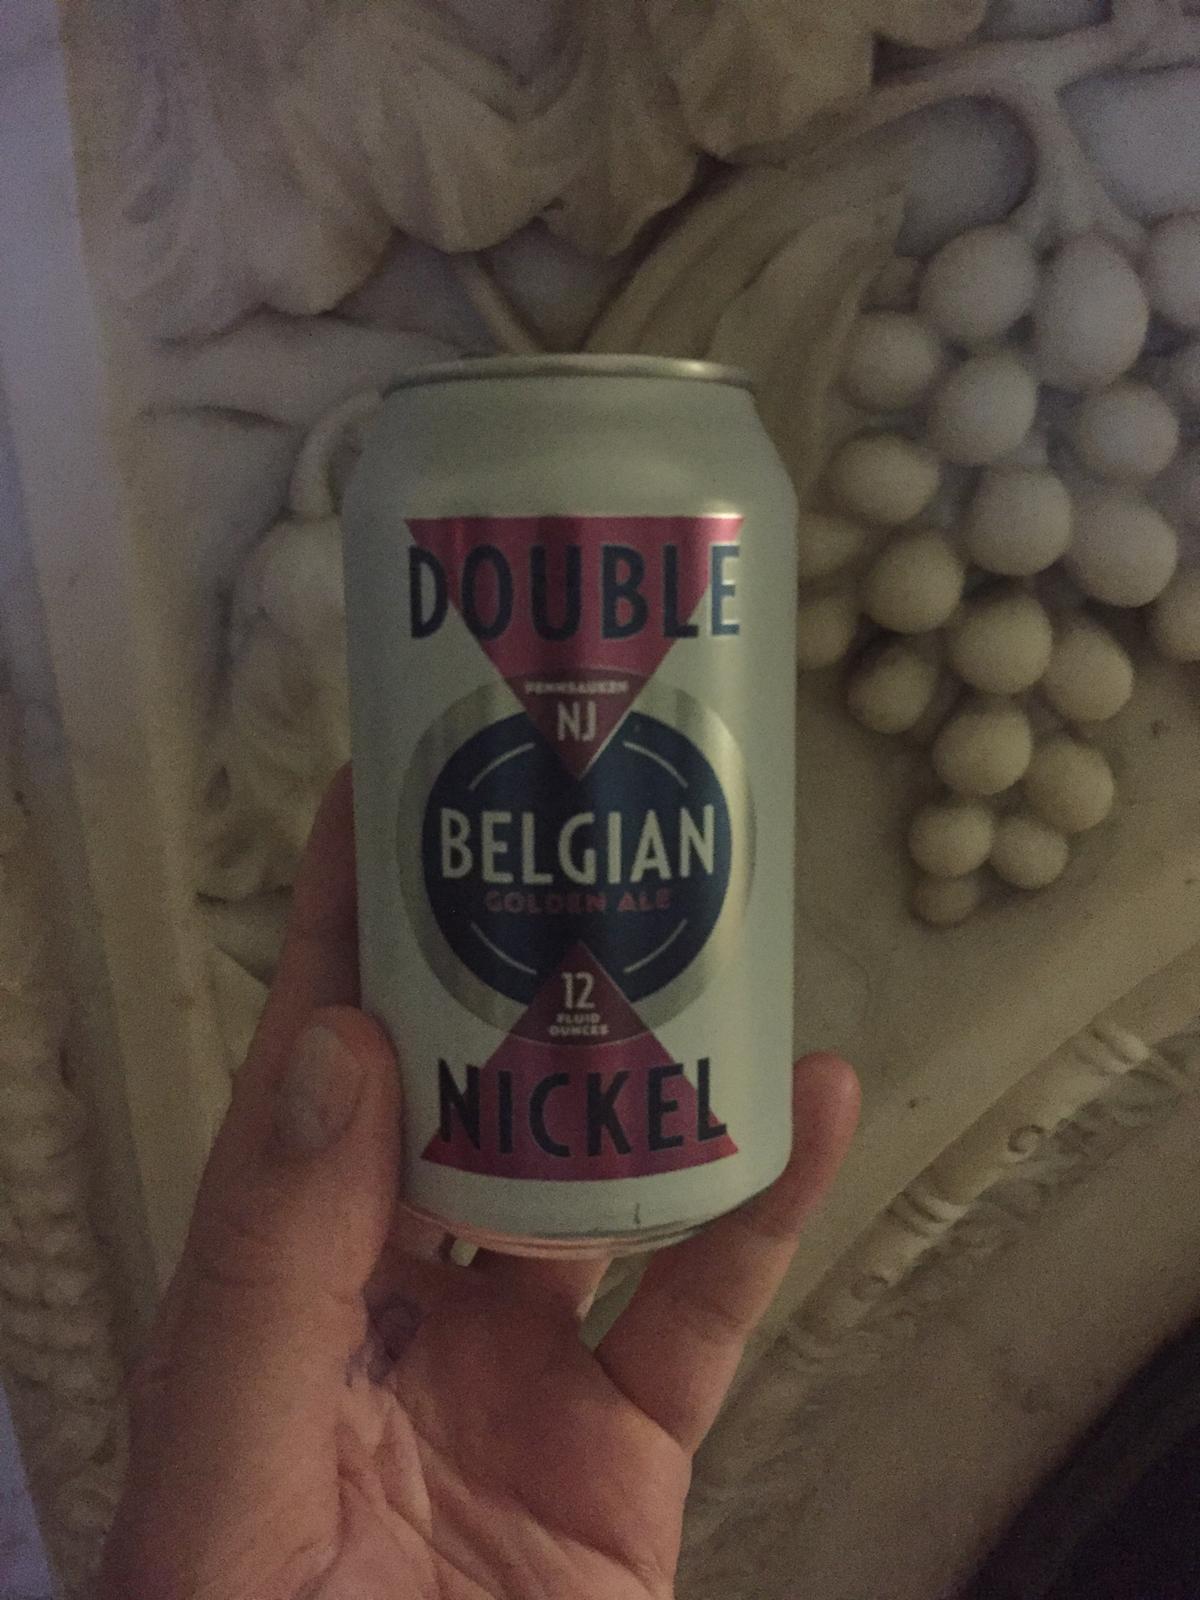 DOUBLE
PENNSAUKEN
NJ
BELGIAN
GOLDEN ALE
12
FLUID
OUNCES
NICKEL